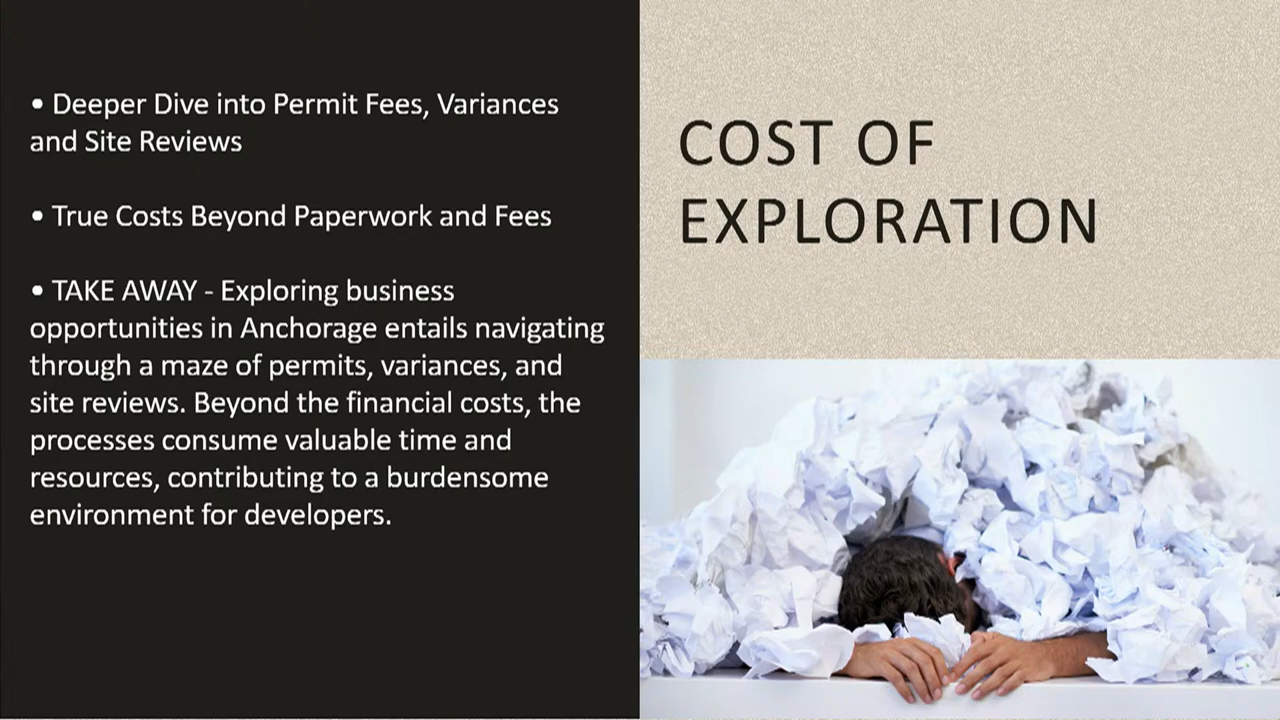 • Deeper Dive into Permit Fees, Variances
and Site Reviews
• True Costs Beyond Paperwork and Fees
• TAKE AWAY - Exploring business
opportunities in Anchorage entails navigating
through a maze of permits, variances, and
site reviews. Beyond the financial costs, the
processes consume valuable time and
resources, contributing to a burdensome
environment for developers.
COST OF
EXPLORATION